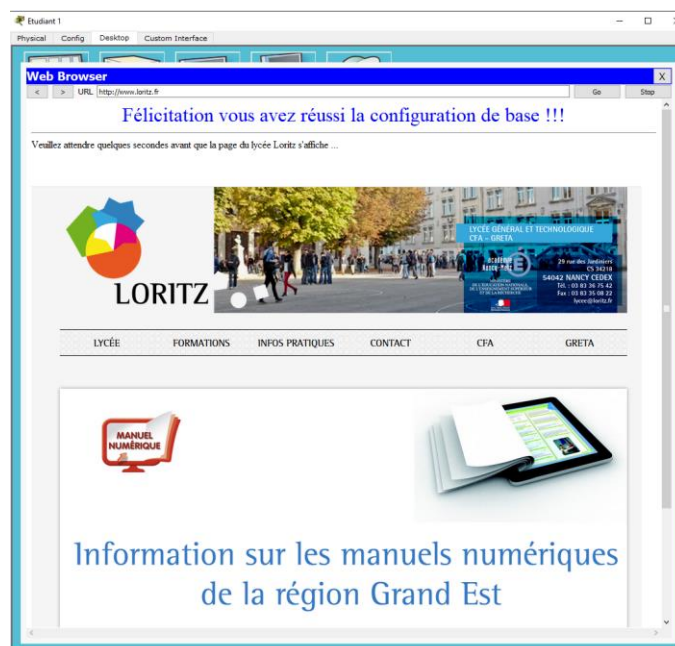 Etudiant 1
Physical Config Desktop Custom Interface
Web Browser X
< > URL http://www.loritz.fr Go Stop
Félicitation vous avez réussi la configuration de base !!!
Veuillez attendre quelques secondes avant que la page du lycée Loritz s'affiche ...
LORITZ
LYCÉE GÉNÉRAL ET TECHNOLOGIQUE
CFA - GRETA
académie
Nancy-Metz
29 rue des Jardiniers
CS 34218
54042 NANCY CEDEX
Tél. : 03 83 36 75 42
Fax : 03 83 35 08 22
lycee@loritz.fr
LYCÉE FORMATIONS INFOS PRATIQUES CONTACT CFA GRETA
MANUEL
NUMÉRIQUE
Information sur les manuels numériques
de la région Grand Est